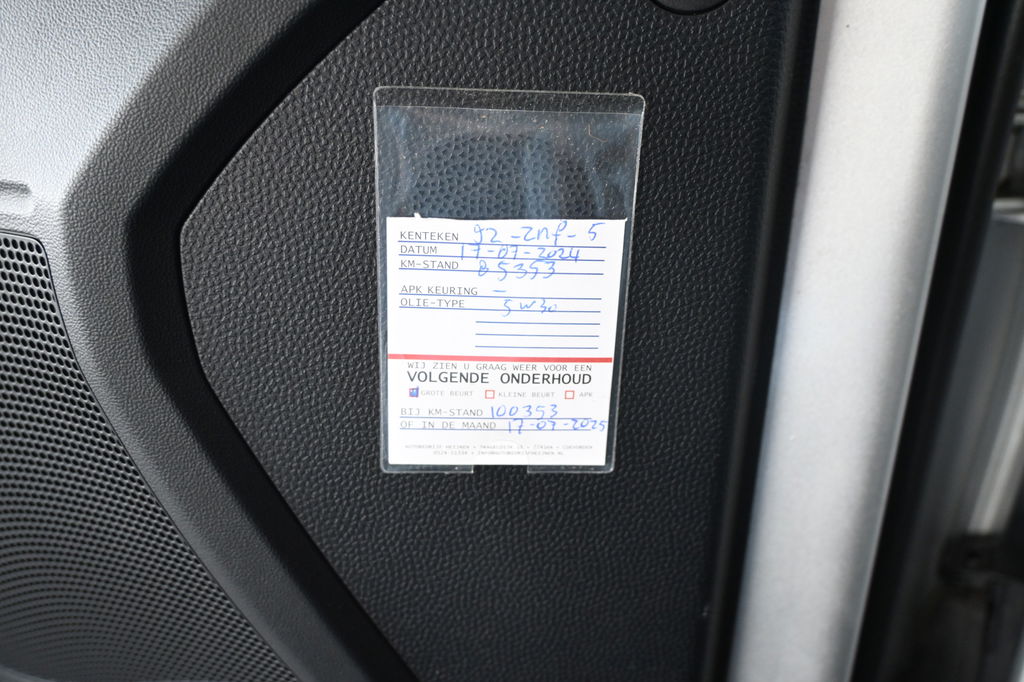 KENTEKEN 92-ZNF-5
DATUM 17-07-2024
KM-STAND 85353
APK KEURING -
OLIE-TYPE 5W30
WIJ ZIEN U GRAAG WEER VOOR EEN
VOLGENDE ONDERHOUD
GROTE BEURT KLEINE BEURT APK
BIJ KM-STAND 100353
OF IN DE MAAND 17-07-2025